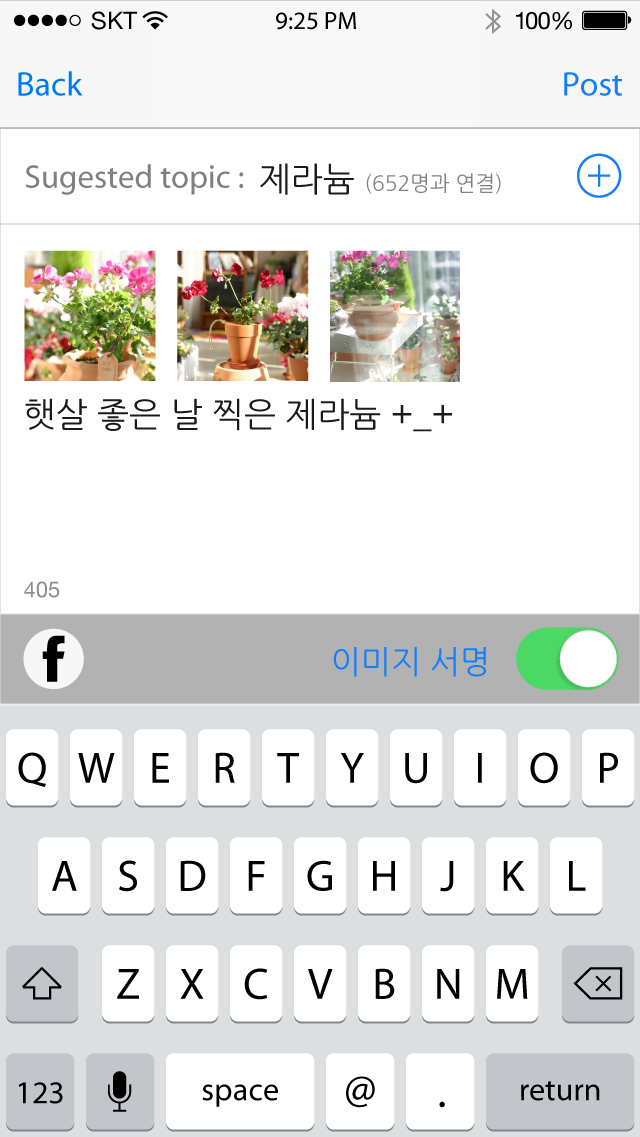 SKT 9:25 PM 100%
Back Post
Sugested topic : 제라늄 (652명과 연결)
햇살 좋은 날 찍은 제라늄 +_+
405
f 이미지 서명
Q W E R T Y U I O P
A S D F G H J K L
Z X C V B N M
123 space @ . return